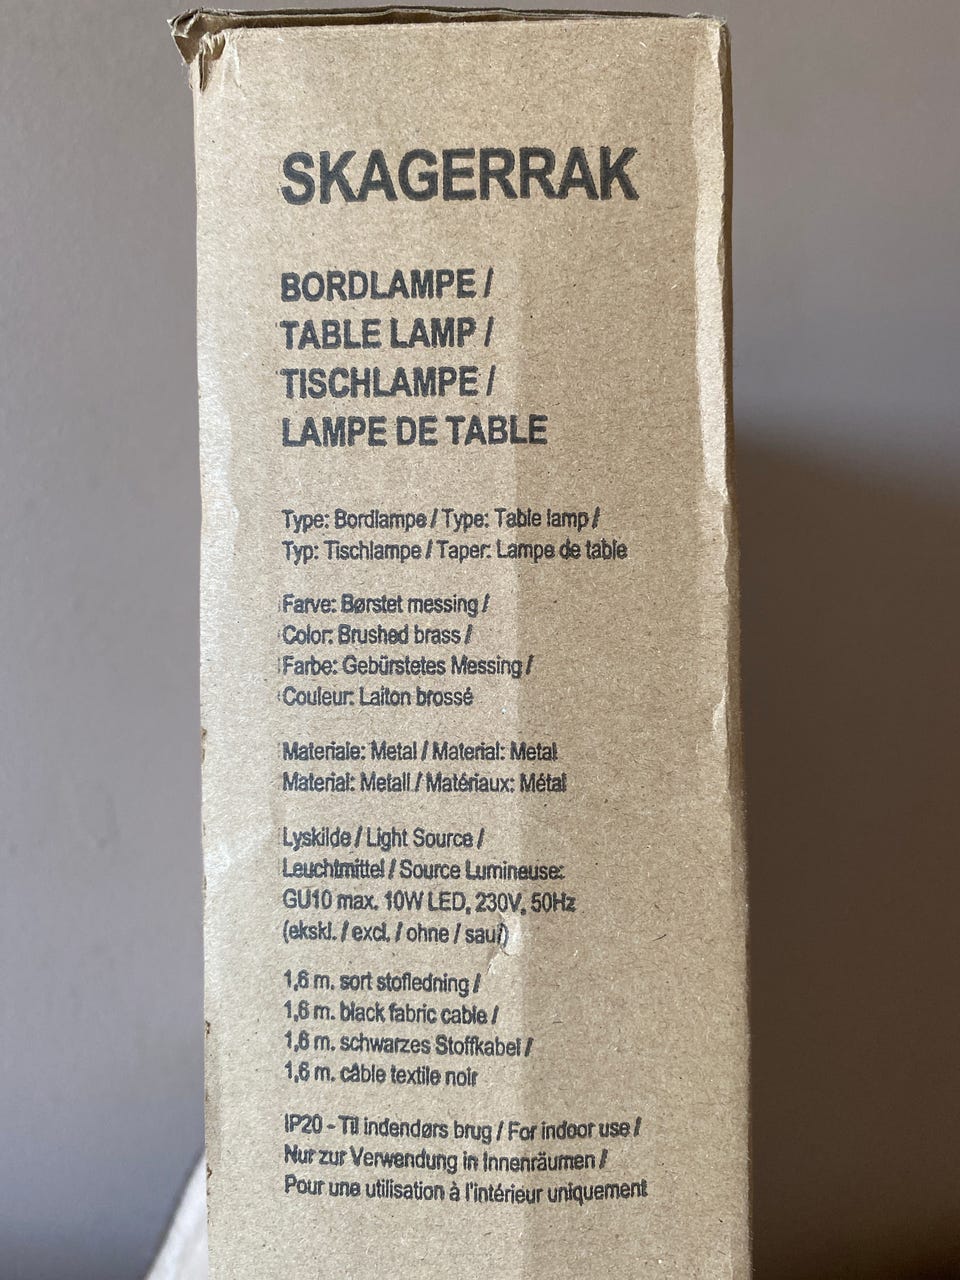 SKAGERRAK
BORDLAMPE /
TABLE LAMP /
TISCHLAMPE /
LAMPE DE TABLE
Type: Bordlampe / Type: Table lamp /
Typ: Tischlampe / Taper: Lampe de table
Farve: Børstet messing /
Color: Brushed brass /
Farbe: Gebürstetes Messing /
Couleur: Laiton brossé
Materiale: Metal / Material: Metal
Material: Metall / Matériaux: Métal
Lyskilde / Light Source /
Leuchtmittel / Source Lumineuse:
GU10 max. 10W LED, 230V, 50Hz
(ekskl. / excl. / ohne / sauf)
1,6 m. sort stofledning /
1,6 m. black fabric cable /
1,6 m. schwarzes Stoffkabel /
1,6 m. câble textile noir
IP20 - Til indendørs brug / For indoor use /
Nur zur Verwendung in Innenräumen /
Pour une utilisation à l'intérieur uniquement